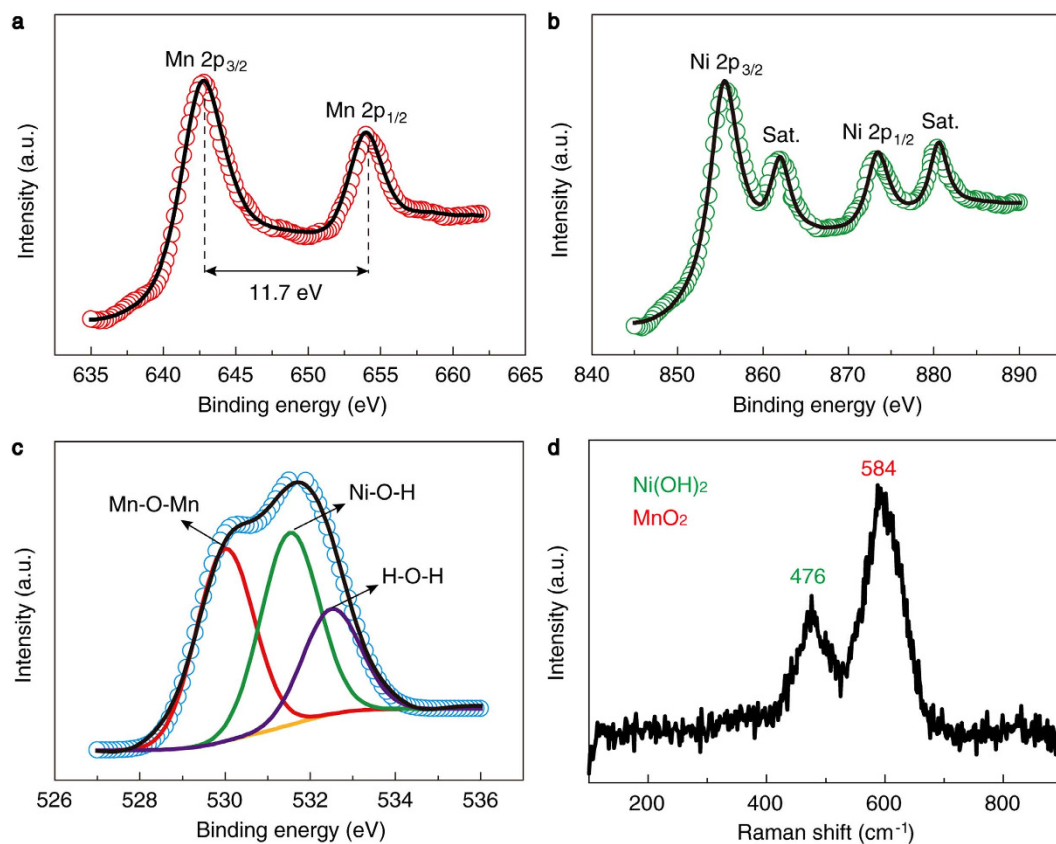 a
Mn 2p3/2
Mn 2p1/2
11.7 eV
Intensity (a.u.)
635 640 645 650 655 660 665
Binding energy (eV)
b
Ni 2p3/2
Sat.
Ni 2p1/2
Sat.
Intensity (a.u.)
840 850 860 870 880 890
Binding energy (eV)
c
Mn-O-Mn
Ni-O-H
H-O-H
Intensity (a.u.)
526 528 530 532 534 536
Binding energy (eV)
d
584
Ni(OH)2
MnO2
476
Intensity (a.u.)
200 400 600 800
Raman shift (cm-1)